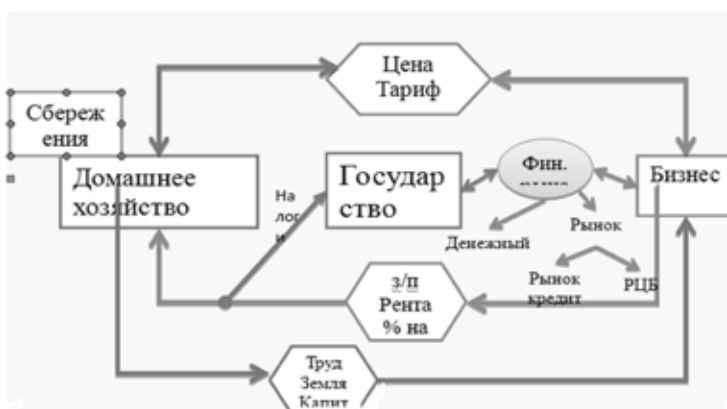 Цена
Тариф
Сбереж
ения
Домашнее
хозяйство
На
лог
и
Государ
ство
Фин.
Бизнес
Денежный
Рынок
Рынок
кредит
РЦБ
з/п
Рента
% на
Труд
Земля
Капит